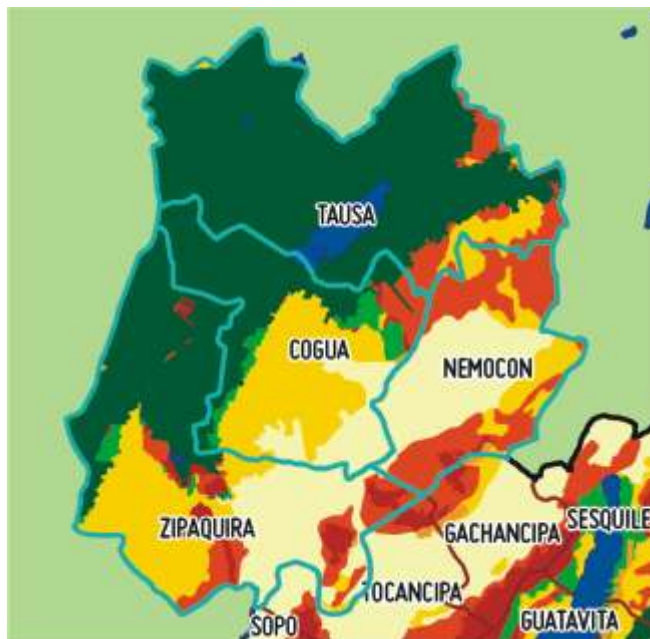 TAUSA
COGUA
NEMOCON
ZIPAQUIRA
GACHANCIPA
SESQUILE
TOCANCIPA
SOPO
GUATAVITA